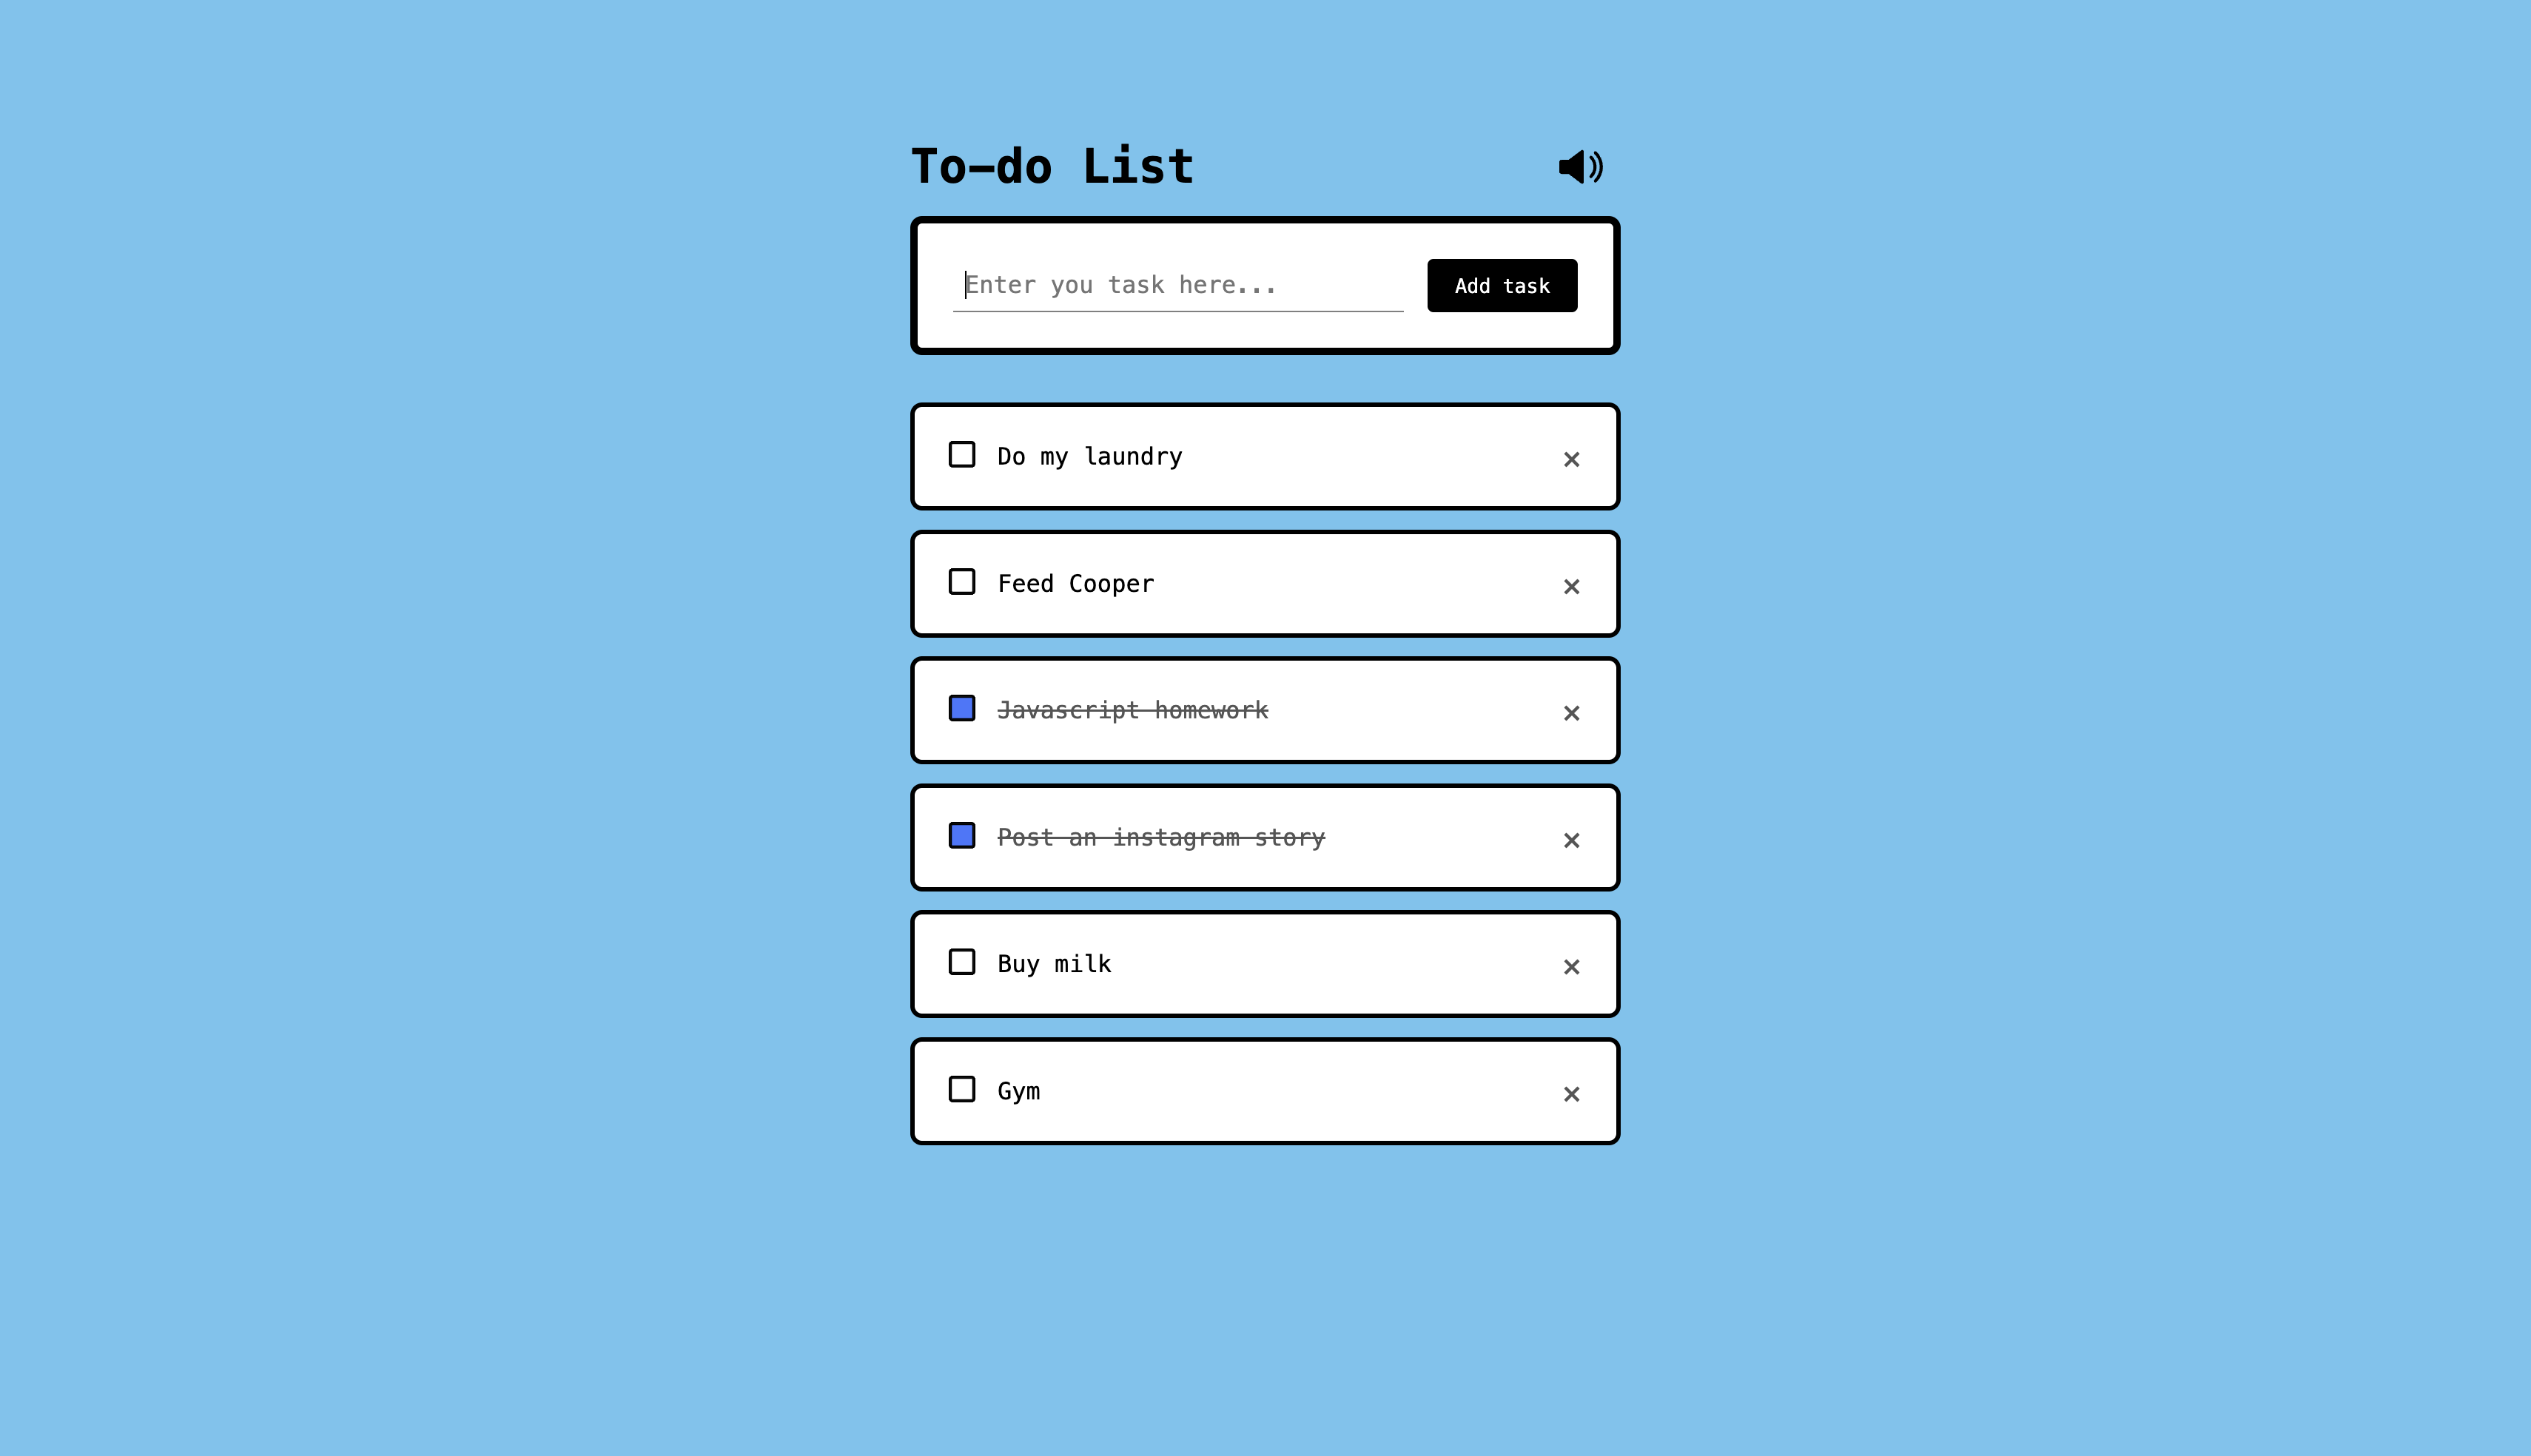 To-do List
Enter you task here...
Add task
Do my laundry
Feed Cooper
Javascript homework
Post an instagram story
Buy milk
Gym